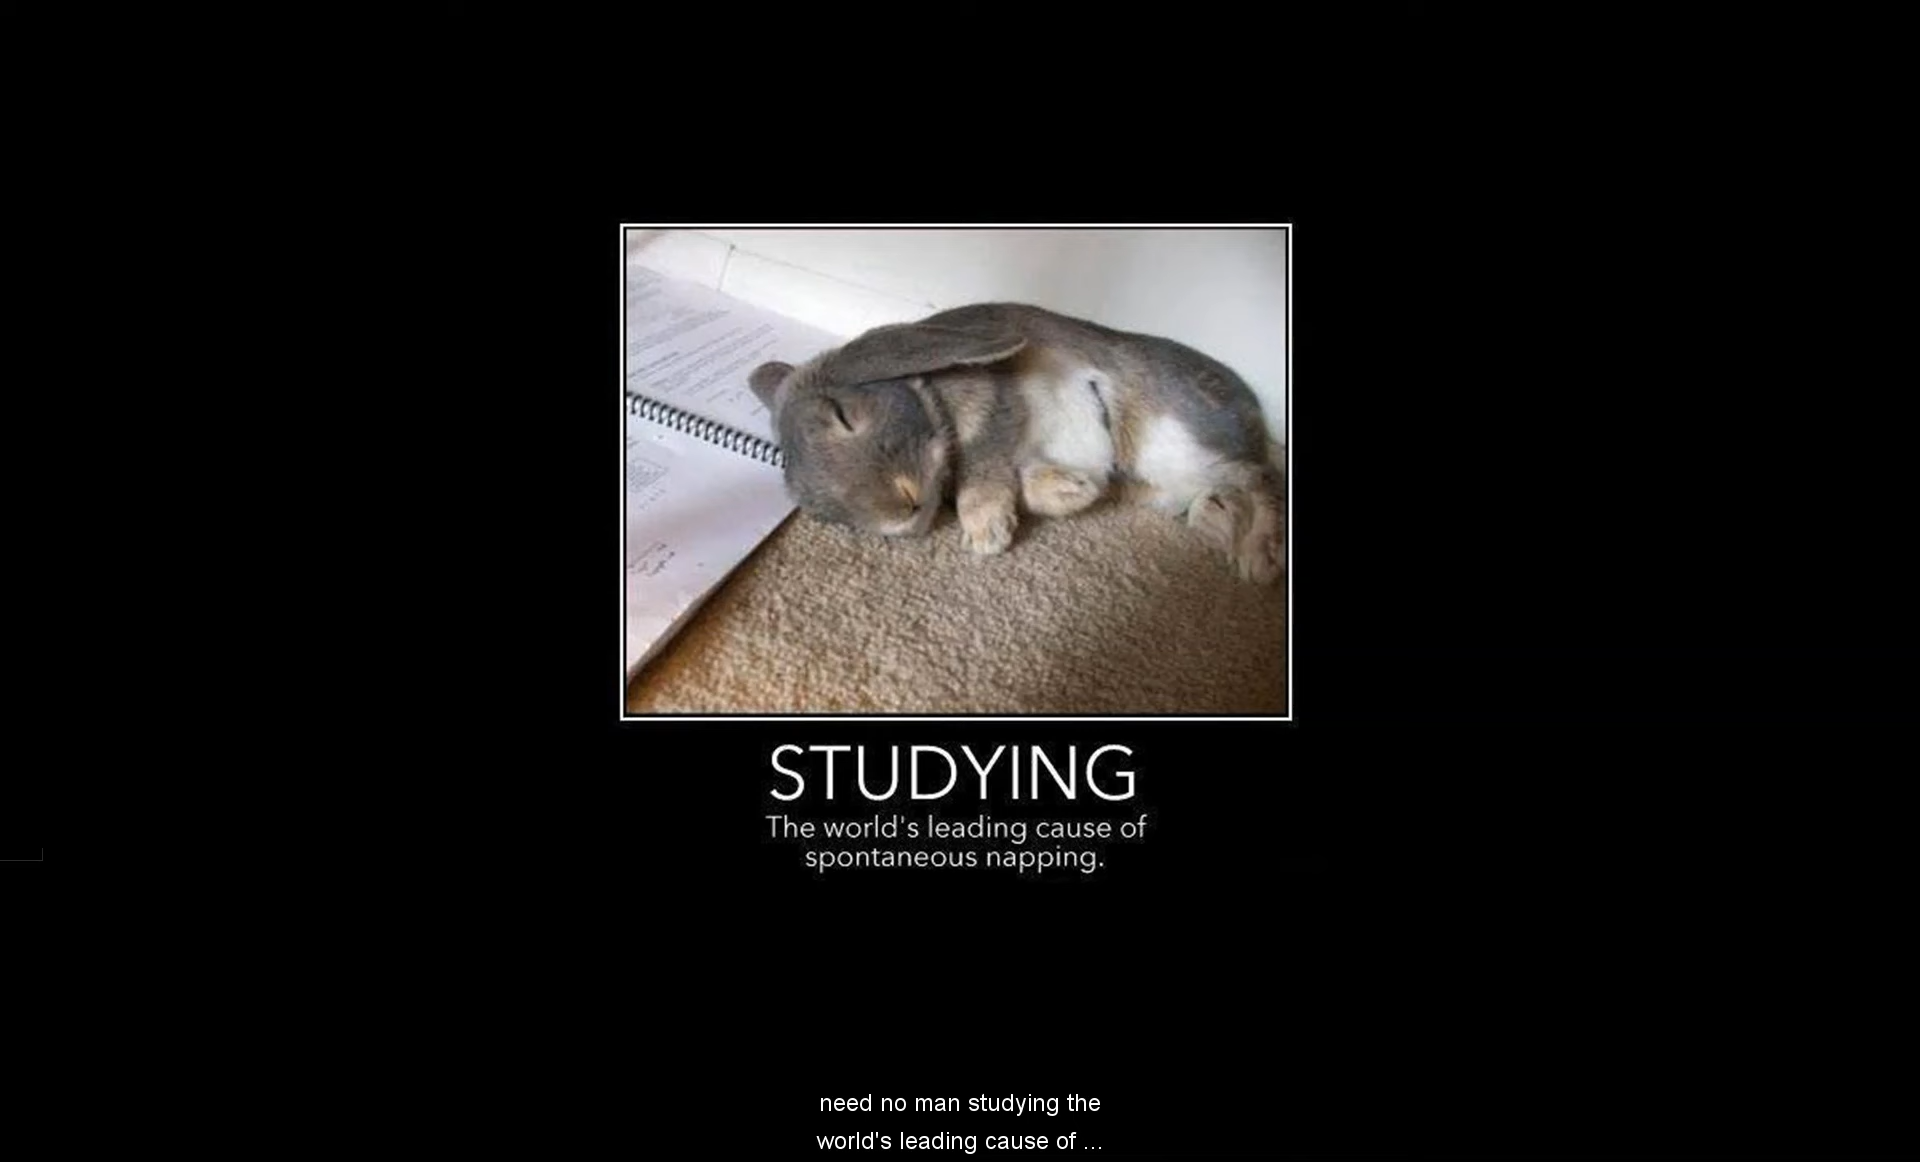 STUDYING
The world's leading cause of
spontaneous napping.
need no man studying the
world's leading cause of ...